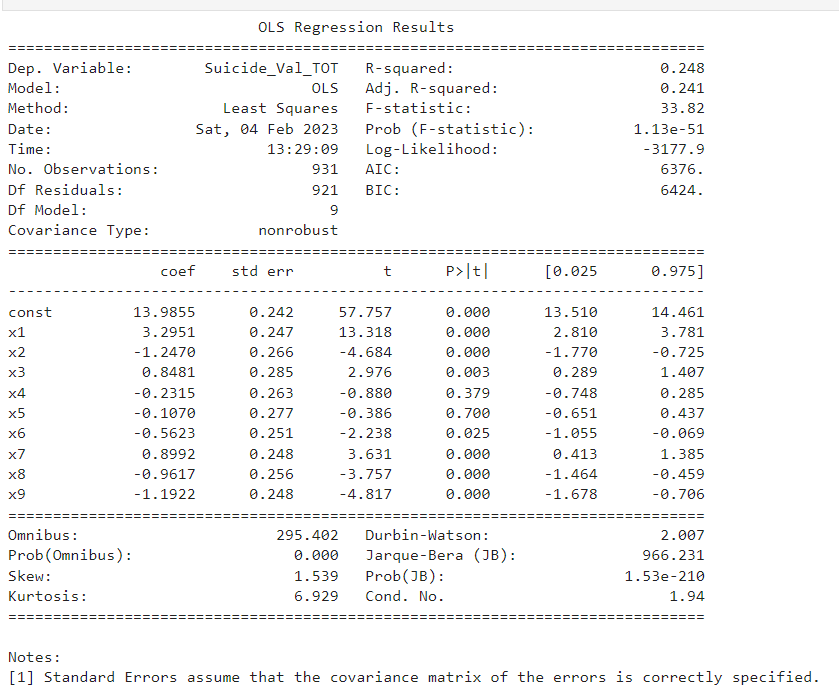 OLS Regression Results
==============================================================================
Dep. Variable: Suicide_Val_TOT R-squared: 0.248
Model: OLS Adj. R-squared: 0.241
Method: Least Squares F-statistic: 33.82
Date: Sat, 04 Feb 2023 Prob (F-statistic): 1.13e-51
Time: 13:29:09 Log-Likelihood: -3177.9
No. Observations: 931 AIC: 6376.
Df Residuals: 921 BIC: 6424.
Df Model: 9
Covariance Type: nonrobust
==============================================================================
coef std err t P>|t| [0.025 0.975]
------------------------------------------------------------------------------
const 13.9855 0.242 57.757 0.000 13.510 14.461
x1 3.2951 0.247 13.318 0.000 2.810 3.781
x2 -1.2470 0.266 -4.684 0.000 -1.770 -0.725
x3 0.8481 0.285 2.976 0.003 0.289 1.407
x4 -0.2315 0.263 -0.880 0.379 -0.748 0.285
x5 -0.1070 0.277 -0.386 0.700 -0.651 0.437
x6 -0.5623 0.251 -2.238 0.025 -1.055 -0.069
x7 0.8992 0.248 3.631 0.000 0.413 1.385
x8 -0.9617 0.256 -3.757 0.000 -1.464 -0.459
x9 -1.1922 0.248 -4.817 0.000 -1.678 -0.706
==============================================================================
Omnibus: 295.402 Durbin-Watson: 2.007
Prob(Omnibus): 0.000 Jarque-Bera (JB): 966.231
Skew: 1.539 Prob(JB): 1.53e-210
Kurtosis: 6.929 Cond. No. 1.94
==============================================================================
Notes:
[1] Standard Errors assume that the covariance matrix of the errors is correctly specified.